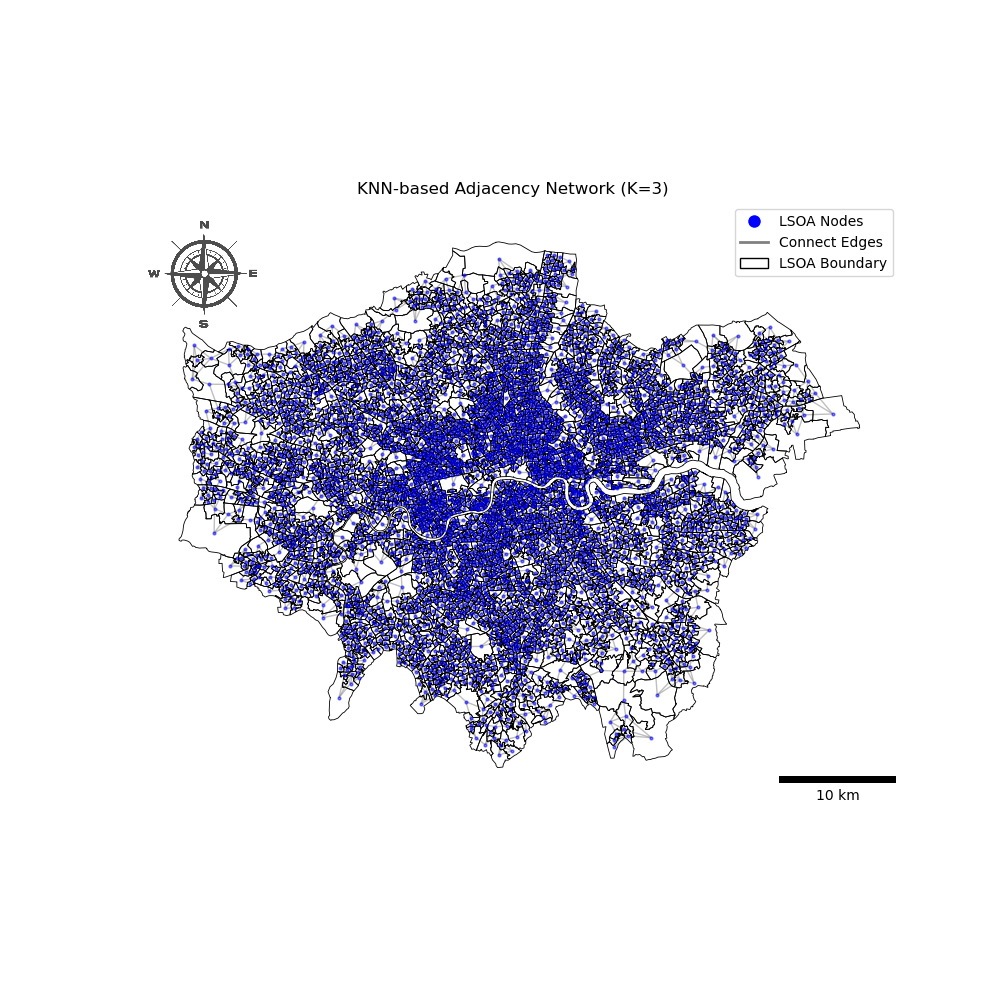 KNN-based Adjacency Network (K=3)
LSOA Nodes
Connect Edges
LSOA Boundary
N
W
E
S
10 km